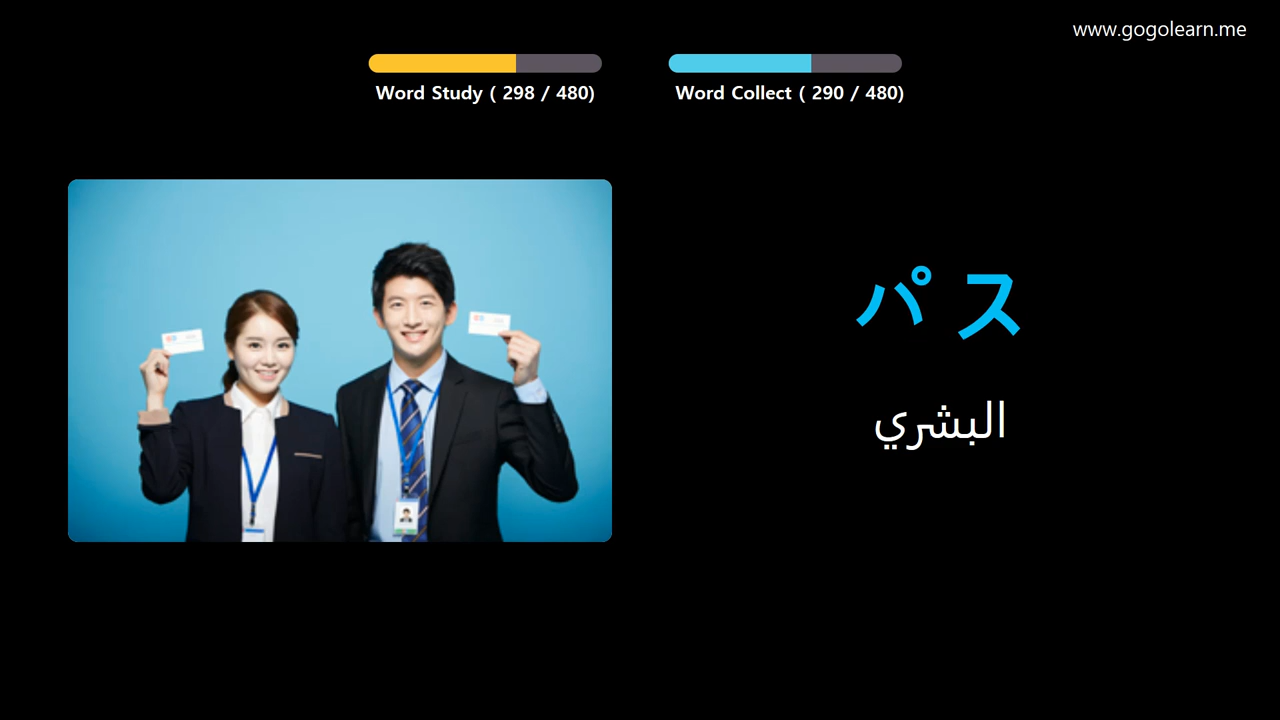 www.gogolearn.me
Word Study ( 298 / 480)
Word Collect ( 290 / 480)
パ ス
البشري